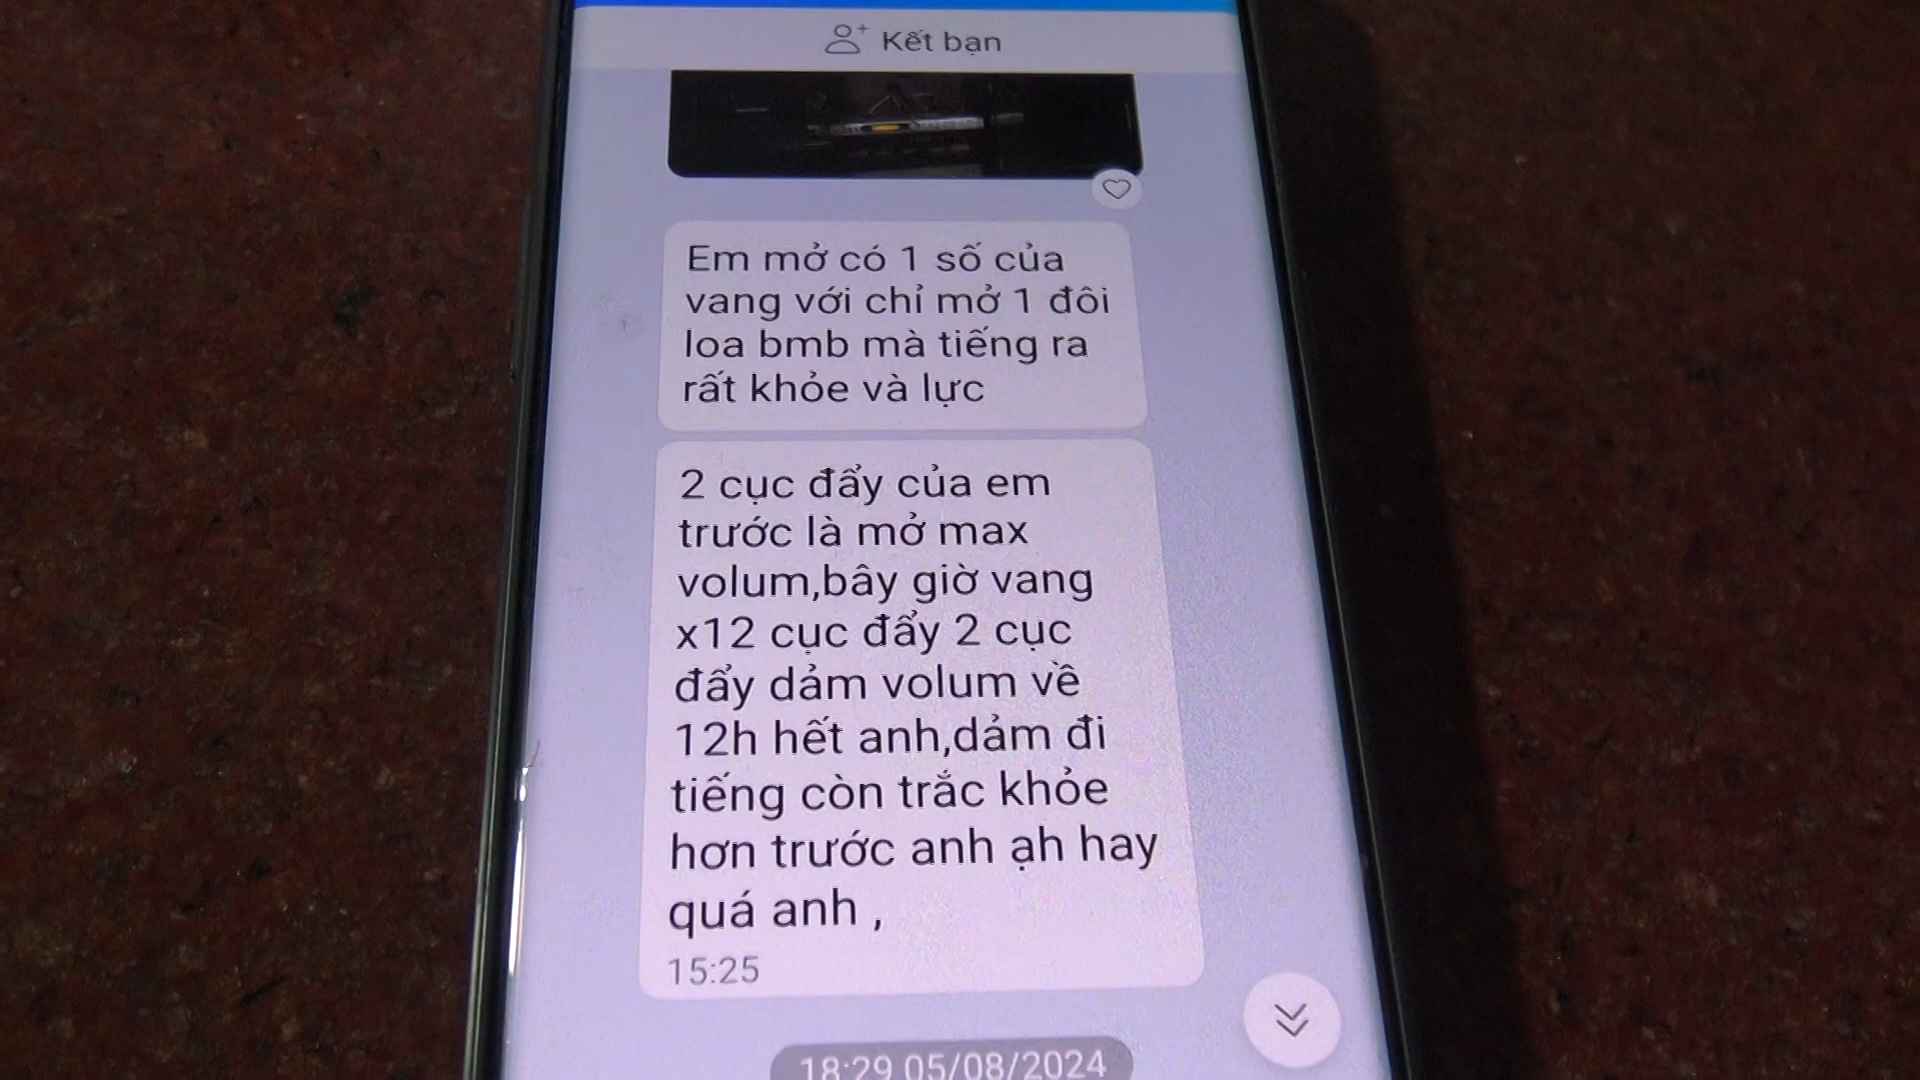 Kết bạn
Em mở có 1 số của
vang với chỉ mở 1 đôi
loa bmb mà tiếng ra
rất khỏe và lực
2 cục đẩy của em
trước là mở max
volum,bây giờ vang
x12 cục đẩy 2 cục
đẩy dảm volum về
12h hết anh,dảm đi
tiếng còn trắc khỏe
hơn trước anh ạh hay
quá anh ,
15:25
18:29 05/08/2024